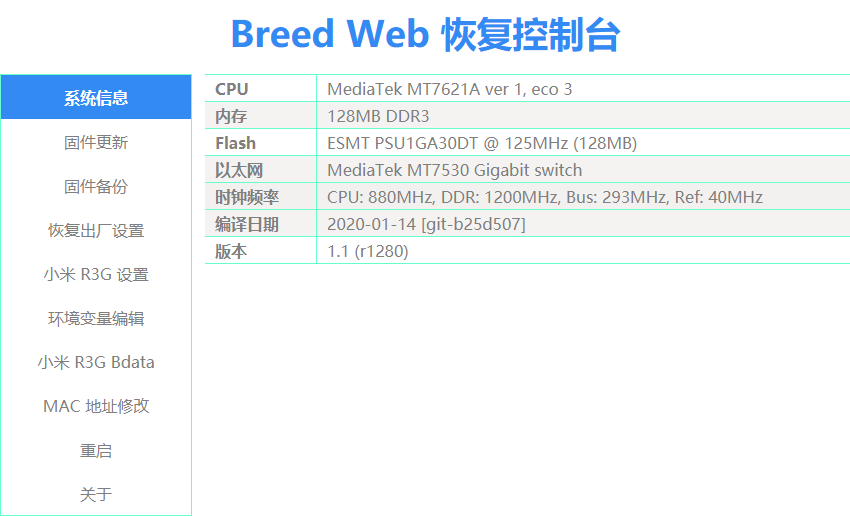 Breed Web 恢复控制台
系统信息
固件更新
固件备份
恢复出厂设置
小米 R3G 设置
环境变量编辑
小米 R3G Bdata
MAC 地址修改
重启
关于
CPU MediaTek MT7621A ver 1, eco 3
内存 128MB DDR3
Flash ESMT PSU1GA30DT @ 125MHz (128MB)
以太网 MediaTek MT7530 Gigabit switch
时钟频率 CPU: 880MHz, DDR: 1200MHz, Bus: 293MHz, Ref: 40MHz
编译日期 2020-01-14 [git-b25d507]
版本 1.1 (r1280)